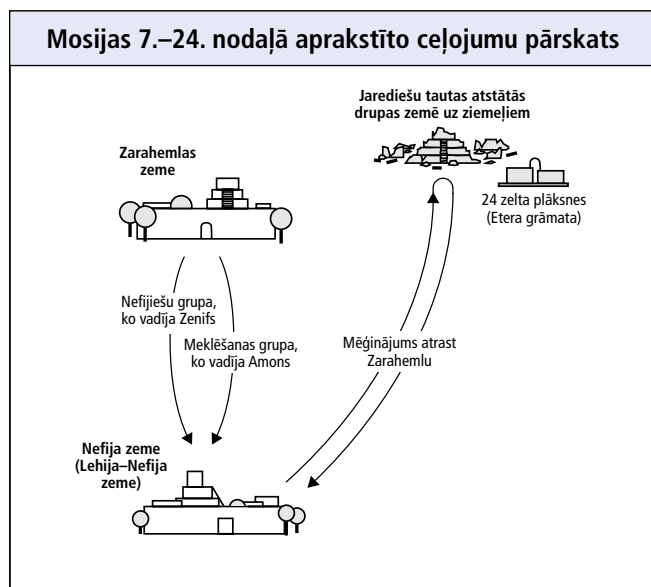 Mosijas 7.–24. nodaļā aprakstīto ceļojumu pārskats
Jarediešu tautas atstātās
drupas zemē uz ziemeļiem
Zarahemlas
zeme
24 zelta plāksnes
(Etera grāmata)
Nefijiešu grupa,
ko vadīja Zenifs
Meklēšanas grupa,
ko vadīja Amons
Mēģinājums atrast
Zarahemlu
Nefija zeme
(Lehija–Nefija
zeme)